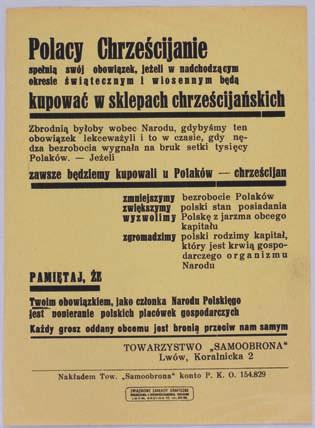 Polacy Chrześcijanie
spełnią swój obowiązek, jeżeli w nadchodzącym
okresie świątecznym i wiosennym będą
kupować w sklepach chrześcijańskich
Zbrodnią byłoby wobec Narodu, gdybyśmy ten
obowiązek lekceważyli i to w czasie, gdy nę-
dza bezrobocia wygnała na bruk setki tysięcy
Polaków. — Jeżeli
zawsze będziemy kupowali u Polaków — chrześcijan
zmniejszymy bezrobocie Polaków
zwiększymy polski stan posiadania
wyzwolimy Polskę z jarzma obcego
kapitału
zgromadzimy polski rodzimy kapitał,
który jest krwią gospo-
darczego organizmu
Narodu
PAMIĘTAJ, ŻE
Twoim obowiązkiem, jako członka Narodu Polskiego
jest popieranie polskich placówek gospodarczych
Każdy grosz oddany obcemu jest bronią przeciw nam samym
TOWARZYSTWO „SAMOOBRONA"
Lwów, Koralnicka 2
Nakładem Tow. „Samoobrona" konto P. K. O. 154.829